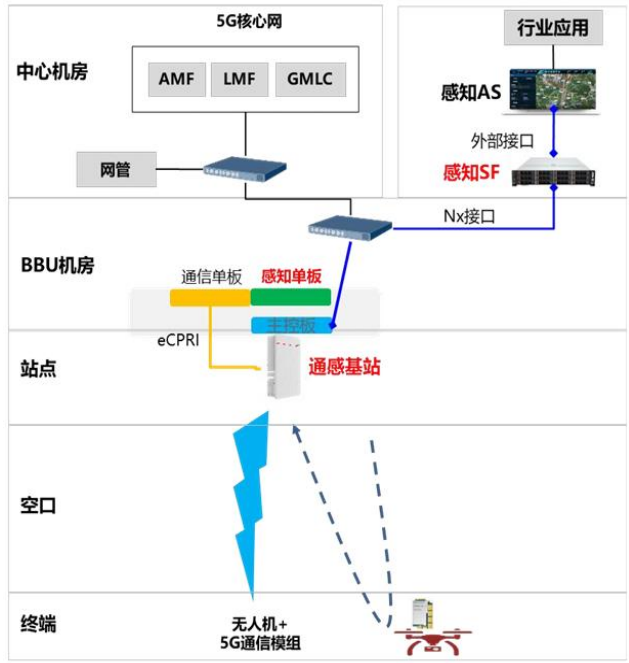 5G核心网
行业应用
中心机房
AMF
LMF
GMLC
感知AS
外部接口
网管
感知SF
Nx接口
BBU机房
通信单板
感知单板
主控板
eCPRI
站点
通感基站
空口
终端
无人机+
5G通信模组